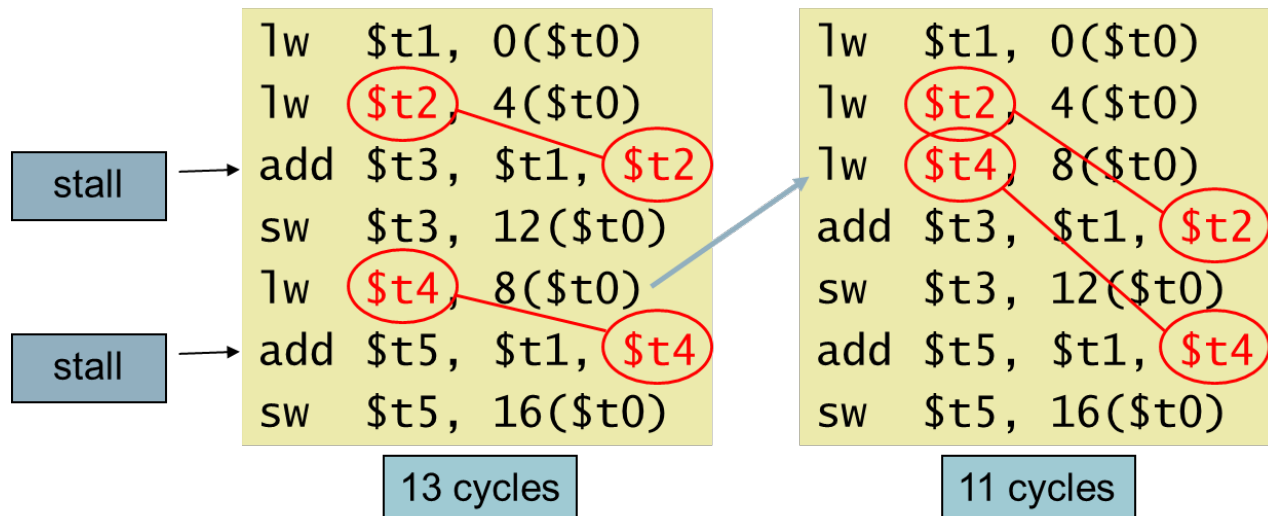 lw $t1, 0($t0)
lw $t2, 4($t0)
stall
add $t3, $t1, $t2
sw $t3, 12($t0)
lw $t4, 8($t0)
stall
add $t5, $t1, $t4
sw $t5, 16($t0)
13 cycles
lw $t1, 0($t0)
lw $t2, 4($t0)
lw $t4, 8($t0)
add $t3, $t1, $t2
sw $t3, 12($t0)
add $t5, $t1, $t4
sw $t5, 16($t0)
11 cycles